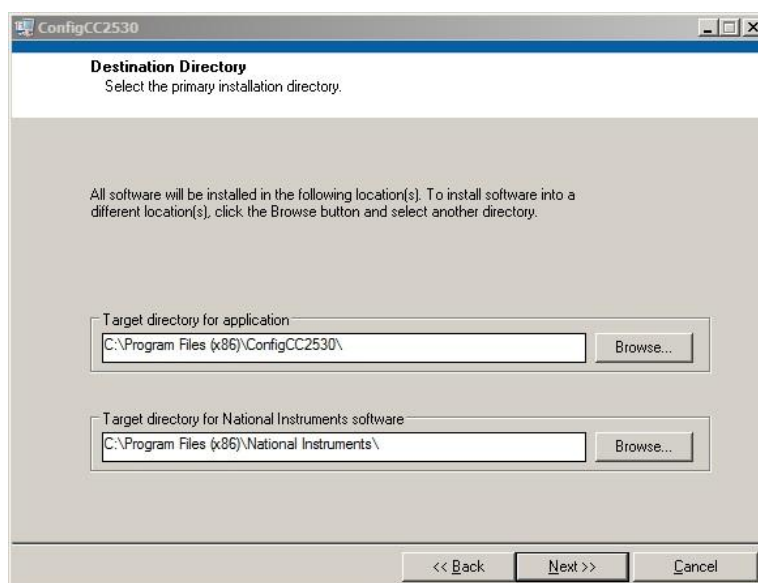 ConfigCC2530
Destination Directory
Select the primary installation directory.
All software will be installed in the following location(s). To install software into a
different location(s), click the Browse button and select another directory.
Target directory for application
C:\Program Files (x86)\ConfigCC2530\
Browse...
Target directory for National Instruments software
C:\Program Files (x86)\National Instruments\
Browse...
<< Back
Next >>
Cancel